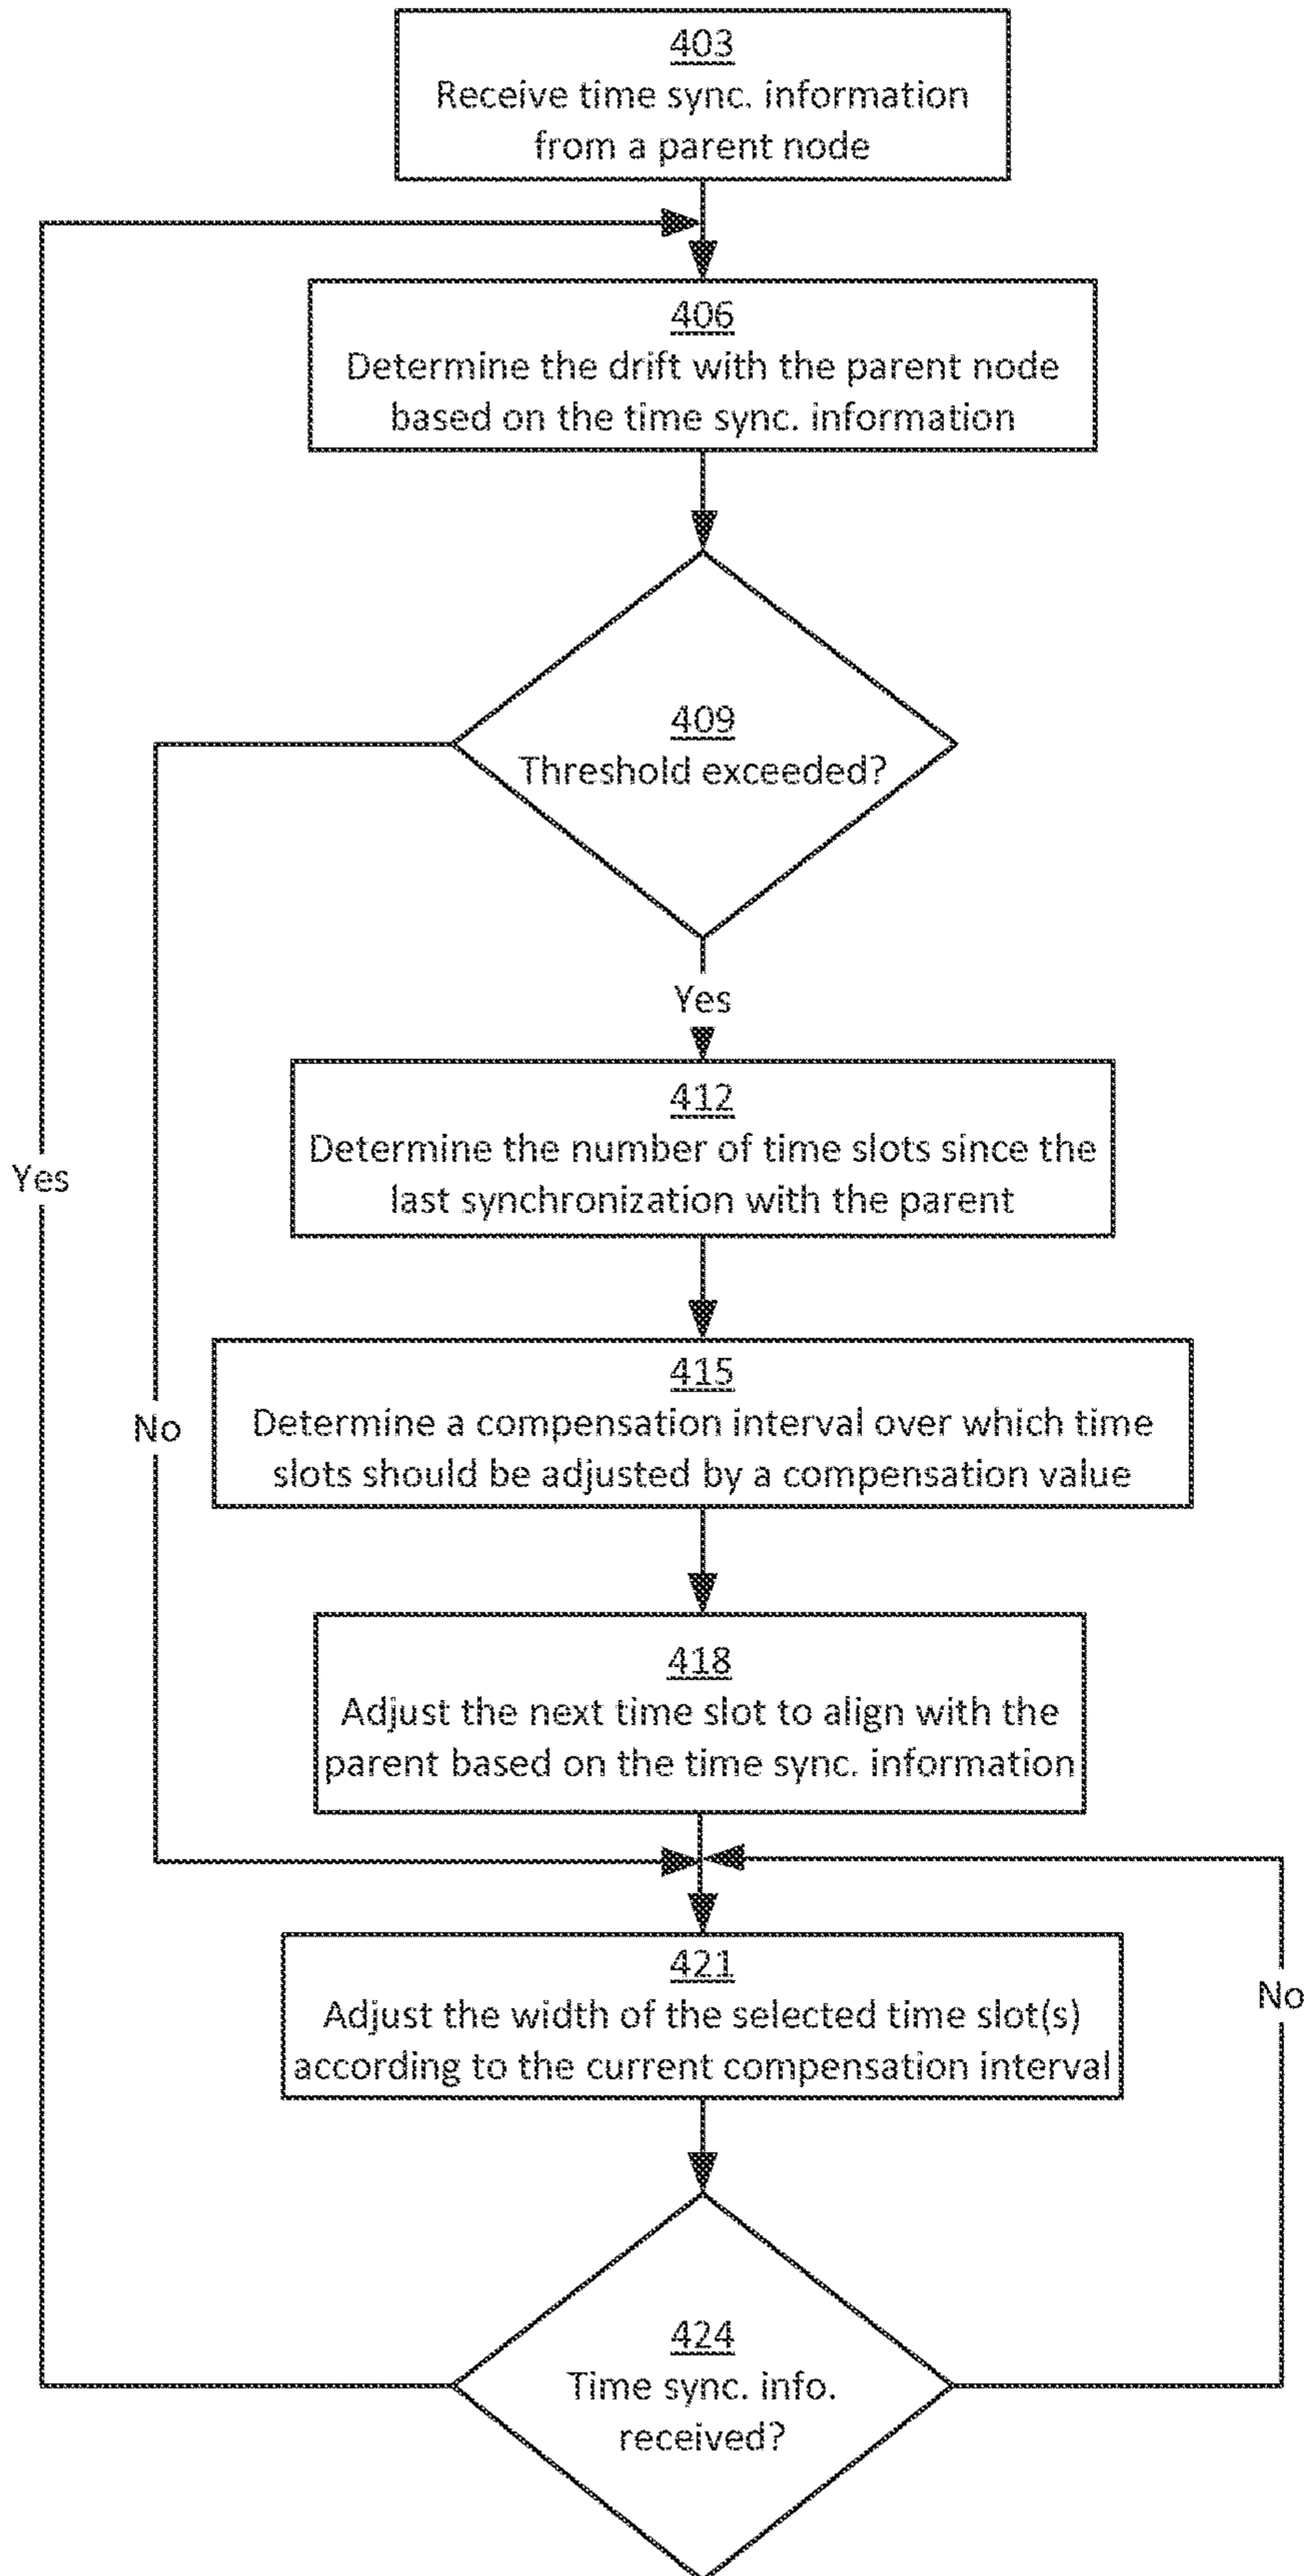 403
Receive time sync. information
from a parent node
406
Determine the drift with the parent node
based on the time sync. information
409
Threshold exceeded?
Yes
412
Determine the number of time slots since the
last synchronization with the parent
Yes
415
Determine a compensation interval over which time
slots should be adjusted by a compensation value
No
418
Adjust the next time slot to align with the
parent based on the time sync. information
421
Adjust the width of the selected time slot(s)
according to the current compensation interval
No
424
Time sync. info.
received?